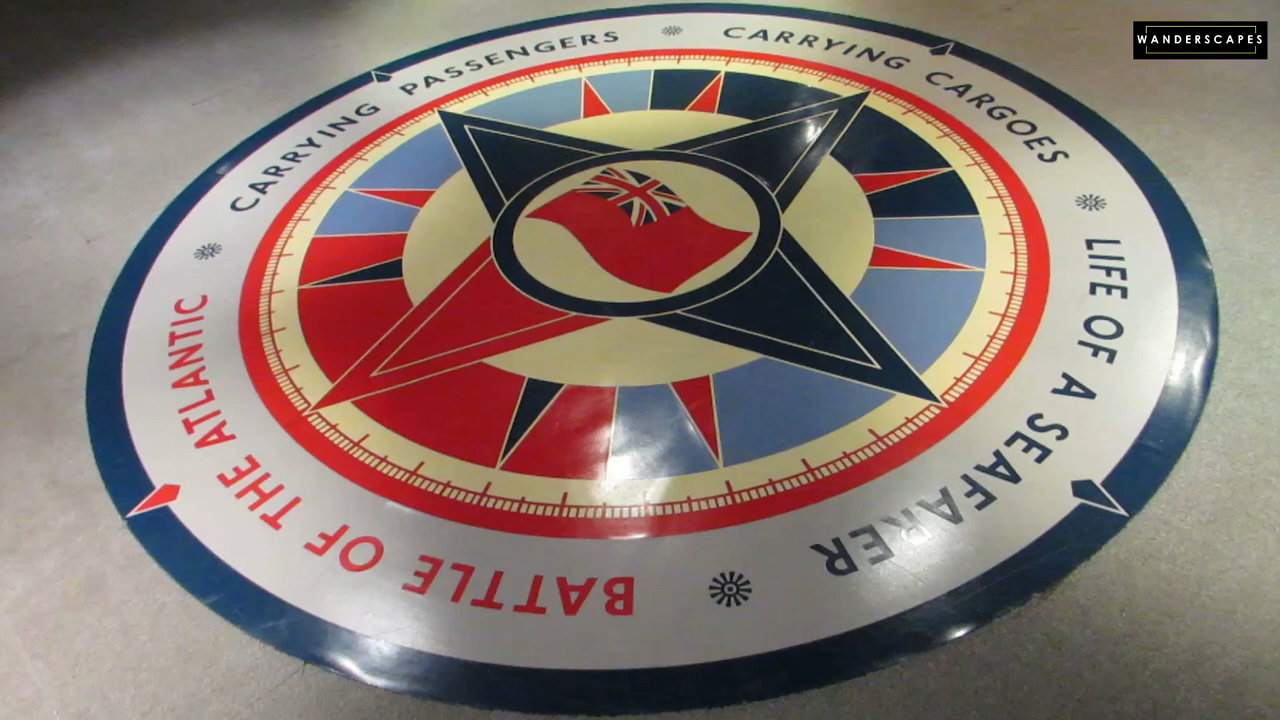 WANDERSCAPES
CARRYING PASSENGERS
CARRYING CARGOES
LIFE OF A SEAFARER
BATTLE OF THE ATLANTIC